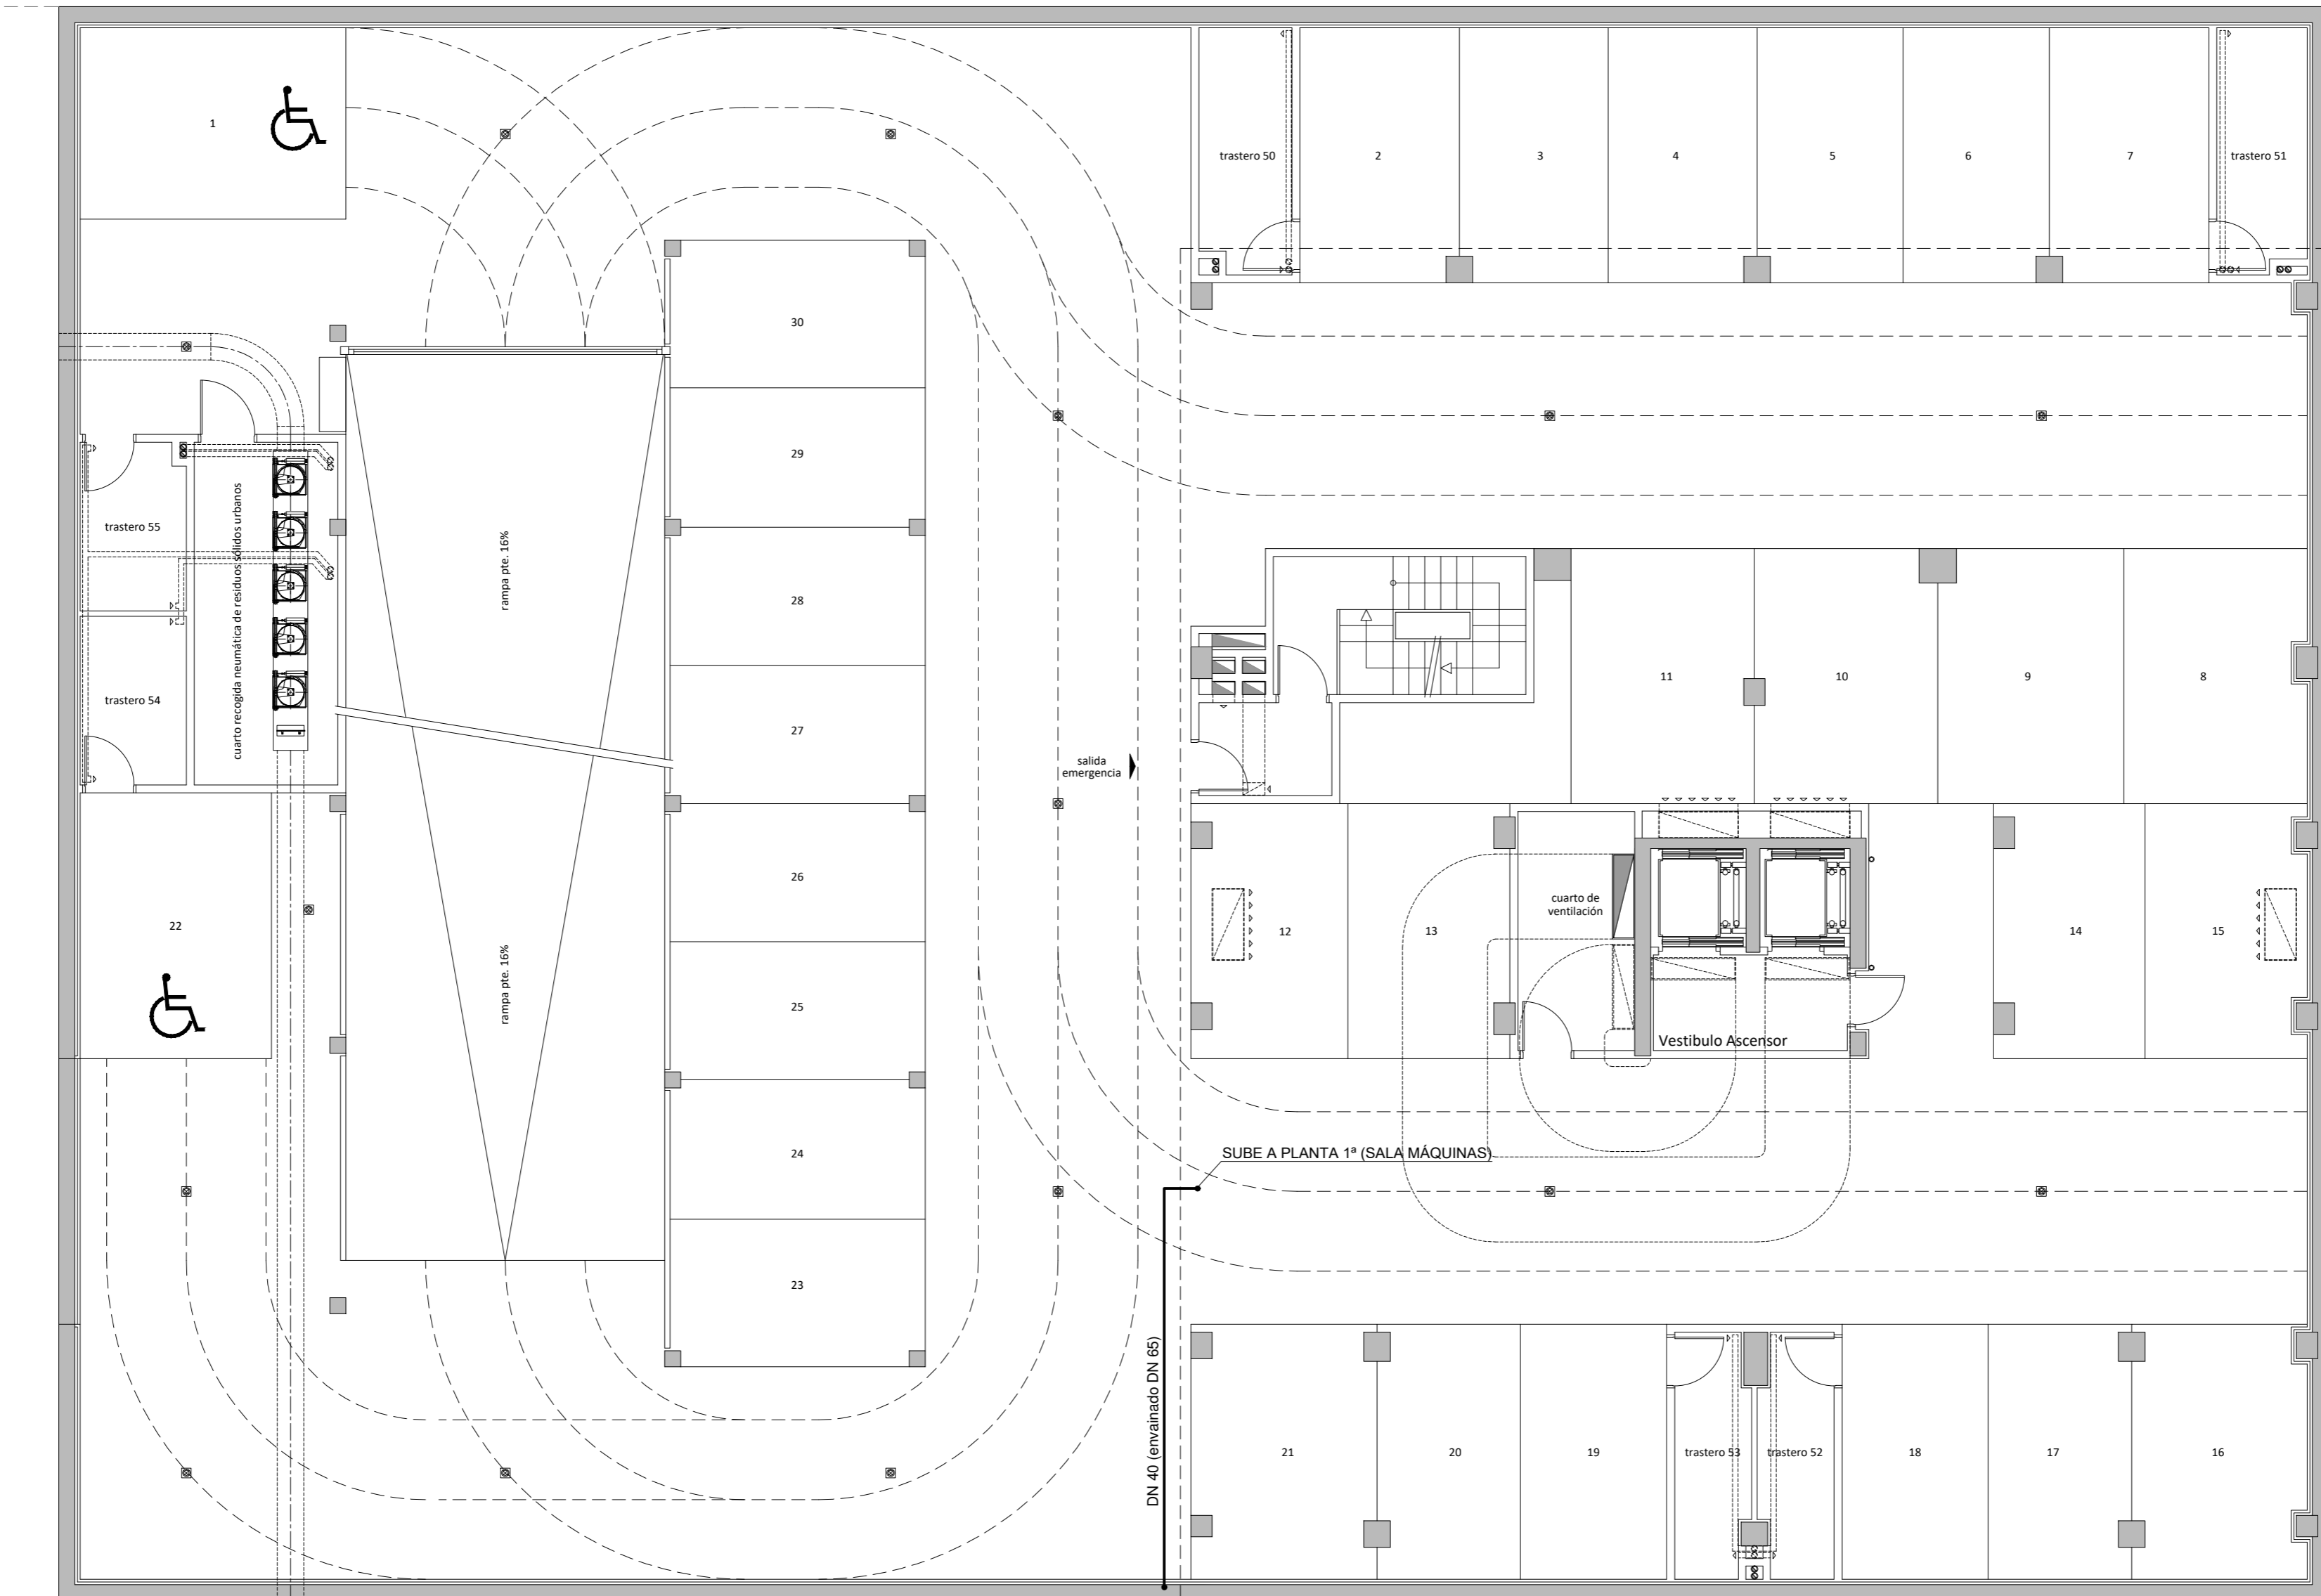 1
trastero 50
2
3
4
5
6
7
trastero 51
30
29
trastero 55
cuarto recogida neumática de residuos sólidos urbanos
rampa pte. 16%
28
trastero 54
27
salida
emergencia
11
10
9
8
26
22
cuarto de
ventilación
12
13
14
15
rampa pte. 16%
25
Vestibulo Ascensor
24
SUBE A PLANTA 1ª (SALA MÁQUINAS)
23
DN 40 (envainado DN 65)
21
20
19
trastero 53
trastero 52
18
17
16